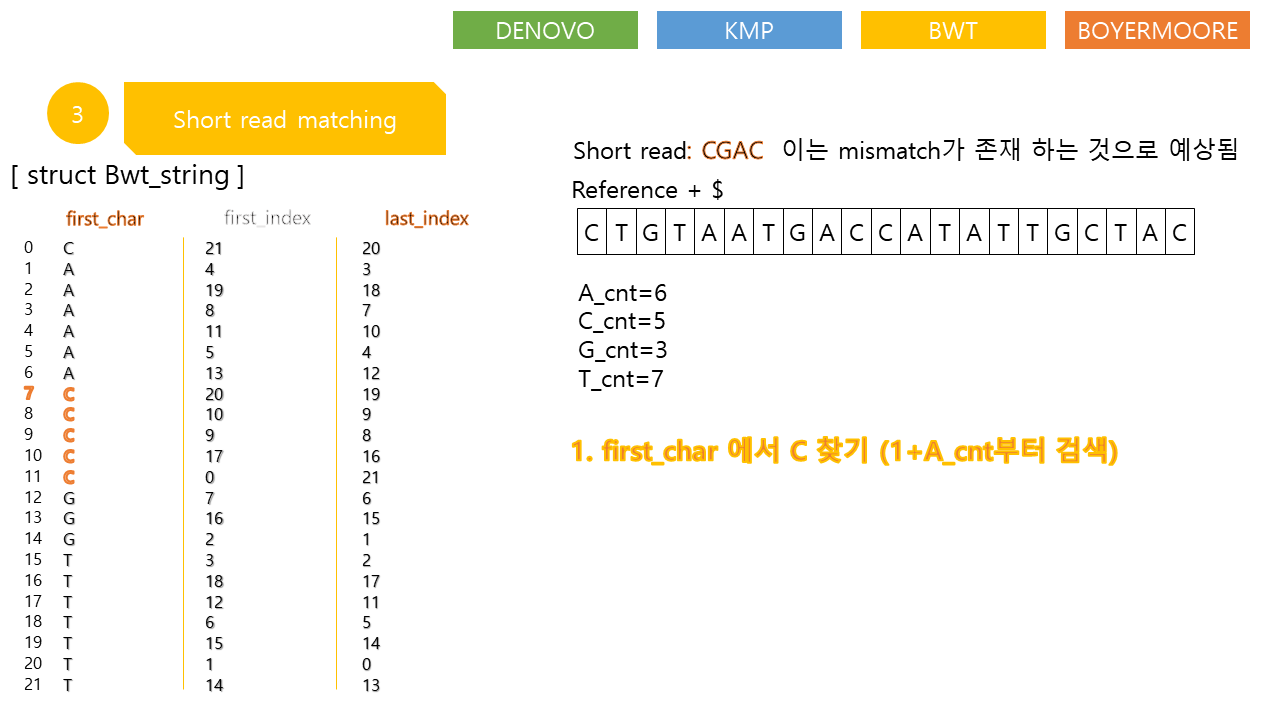 DENOVO KMP BWT BOYERMOORE
3 Short read matching
[ struct Bwt_string ]
first_char first_index last_index
0 C 21 20
1 A 4 3
2 A 19 18
3 A 8 7
4 A 11 10
5 A 5 4
6 A 13 12
7 C 20 19
8 C 10 9
9 C 9 8
10 C 17 16
11 C 0 21
12 G 7 6
13 G 16 15
14 G 2 1
15 T 3 2
16 T 18 17
17 T 12 11
18 T 6 5
19 T 15 14
20 T 1 0
21 T 14 13
Short read: CGAC 이는 mismatch가 존재 하는 것으로 예상됨
Reference + $
C T G T A A T G A C C A T A T T G C T A C
A_cnt=6
C_cnt=5
G_cnt=3
T_cnt=7
1. first_char 에서 C 찾기 (1+A_cnt부터 검색)